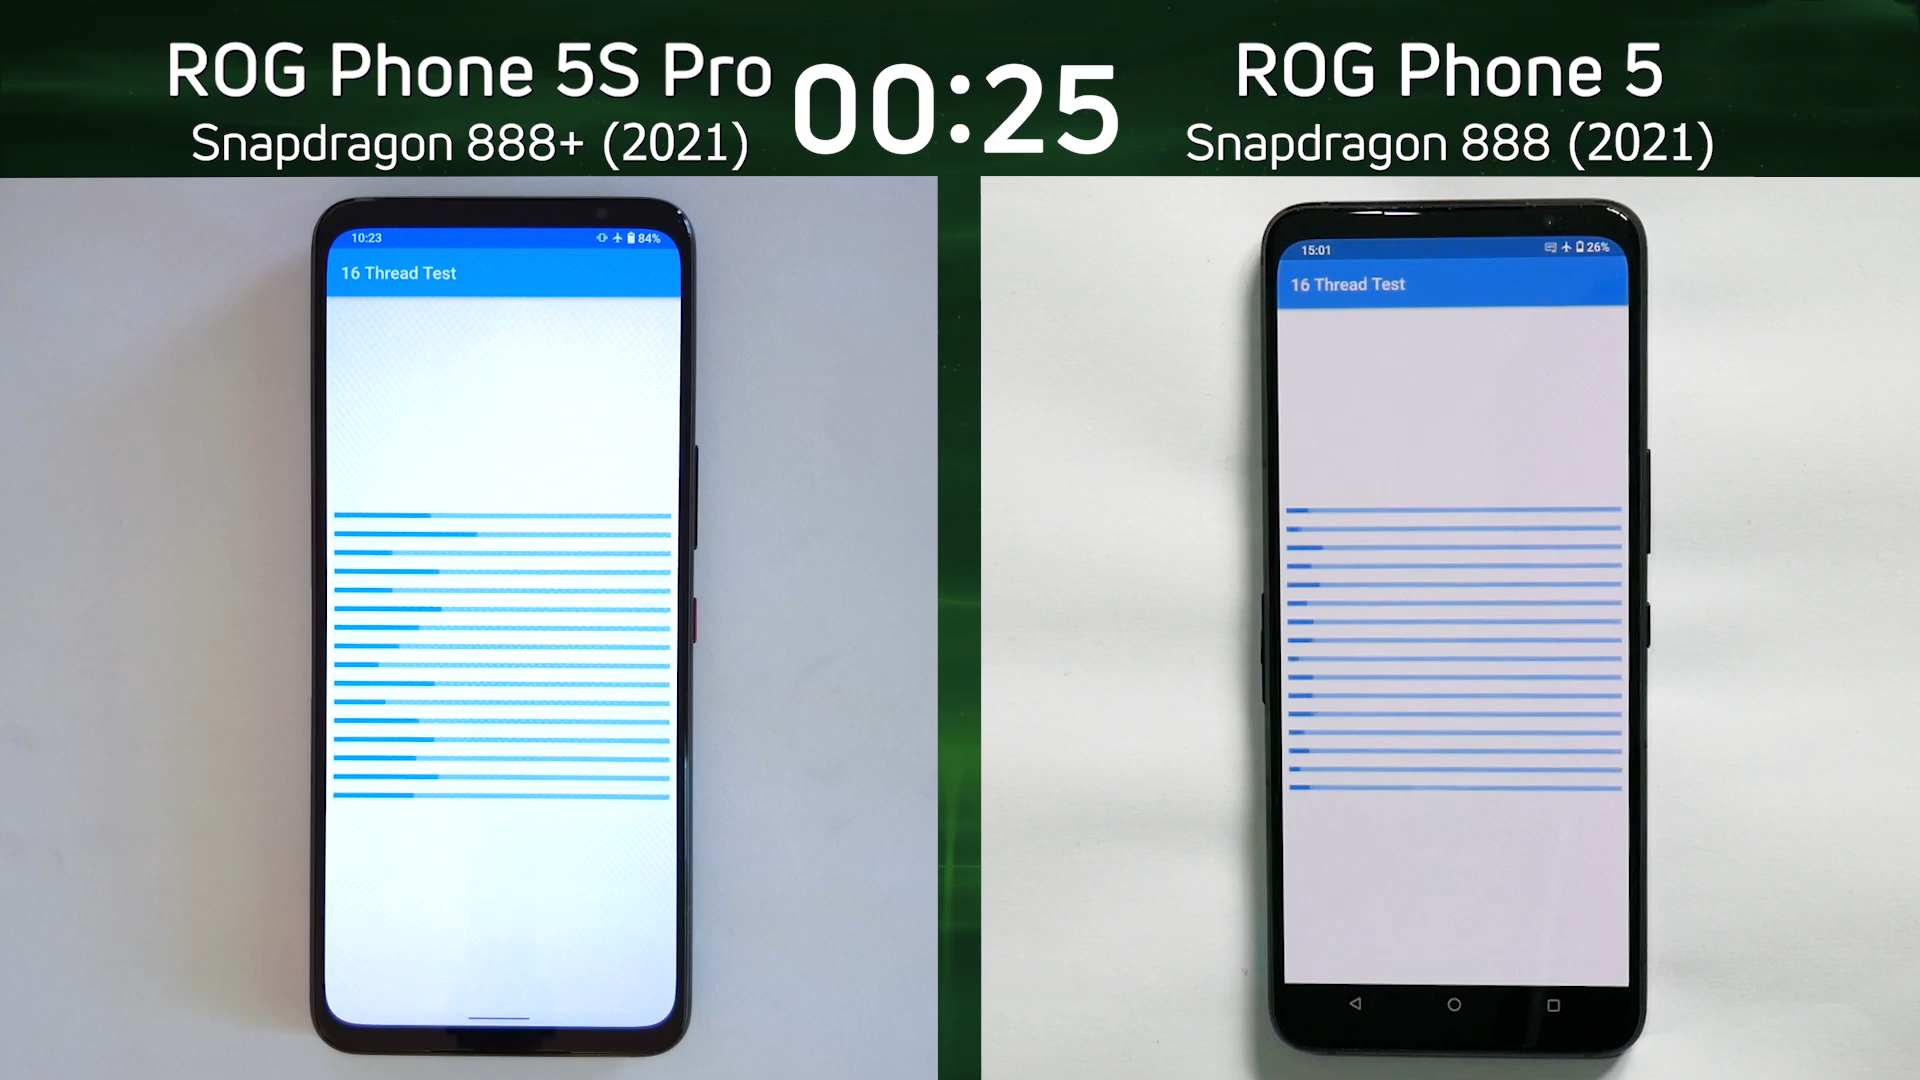 ROG Phone 5S Pro
Snapdragon 888+ (2021)
00:25
ROG Phone 5
Snapdragon 888 (2021)
10:23
84%
16 Thread Test
15:01
26%
16 Thread Test